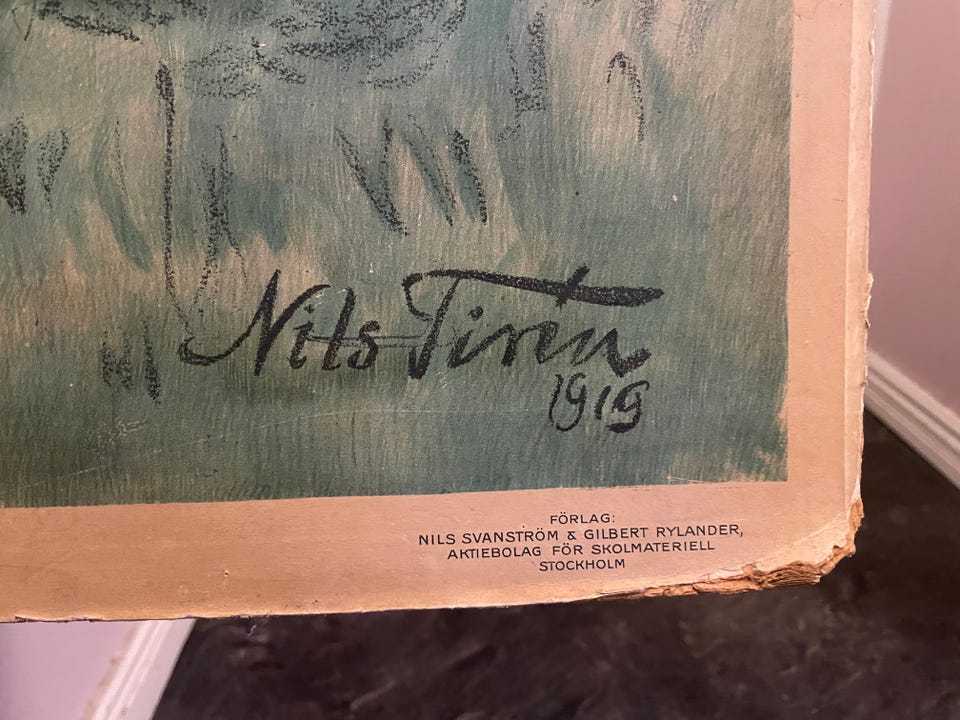 Nils Tirén
1919
FÖRLAG:
NILS SVANSTRÖM & GILBERT RYLANDER,
AKTIEBOLAG FÖR SKOLMATERIELL
STOCKHOLM